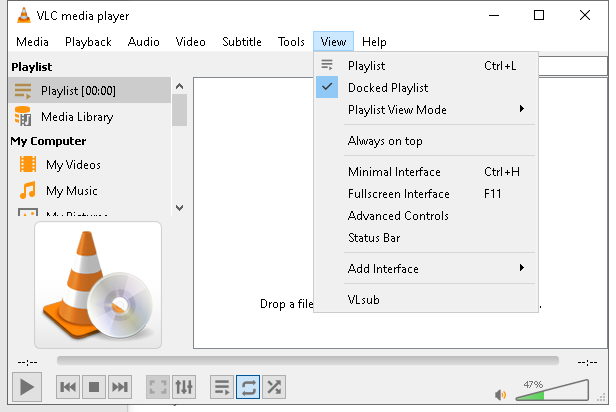 VLC media player
Media Playback Audio Video Subtitle Tools View Help
Playlist
Playlist [00:00]
Media Library
My Computer
My Videos
My Music
My Pictures
Playlist Ctrl+L
Docked Playlist
Playlist View Mode
Always on top
Minimal Interface Ctrl+H
Fullscreen Interface F11
Advanced Controls
Status Bar
Add Interface
VLsub
Drop a file
--:-- --:--
47%